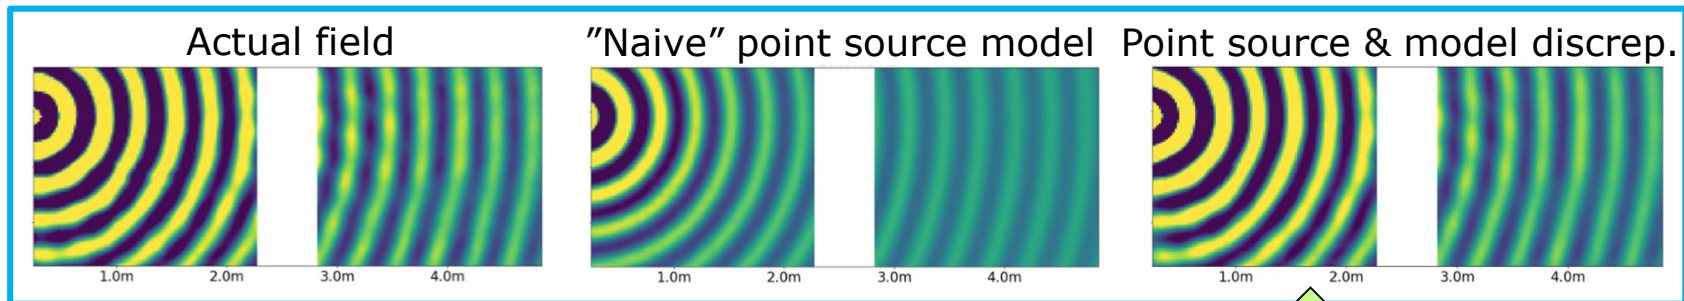 Actual field
”Naive” point source model
Point source & model discrep.
1.0m 2.0m 3.0m 4.0m
1.0m 2.0m 3.0m 4.0m
1.0m 2.0m 3.0m 4.0m